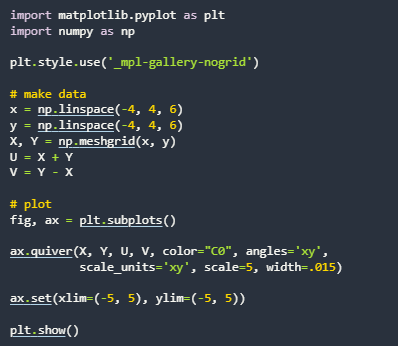 import matplotlib.pyplot as plt
import numpy as np
plt.style.use('_mpl-gallery-nogrid')
# make data
x = np.linspace(-4, 4, 6)
y = np.linspace(-4, 4, 6)
X, Y = np.meshgrid(x, y)
U = X + Y
V = Y - X
# plot
fig, ax = plt.subplots()
ax.quiver(X, Y, U, V, color="C0", angles='xy',
          scale_units='xy', scale=5, width=.015)
ax.set(xlim=(-5, 5), ylim=(-5, 5))
plt.show()